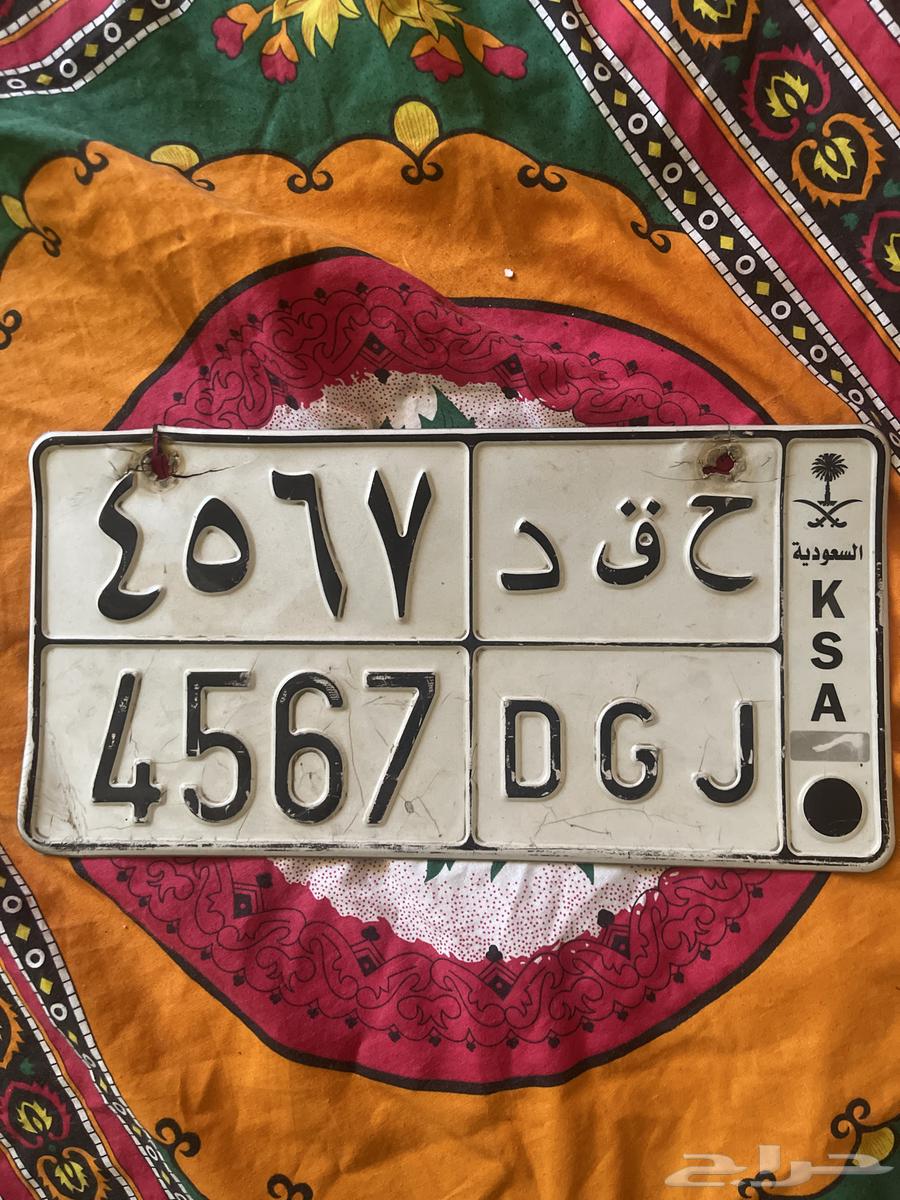 ٤٥٦٧ ح ق د
4567 DGJ
السعودية
K
S
A
حراج